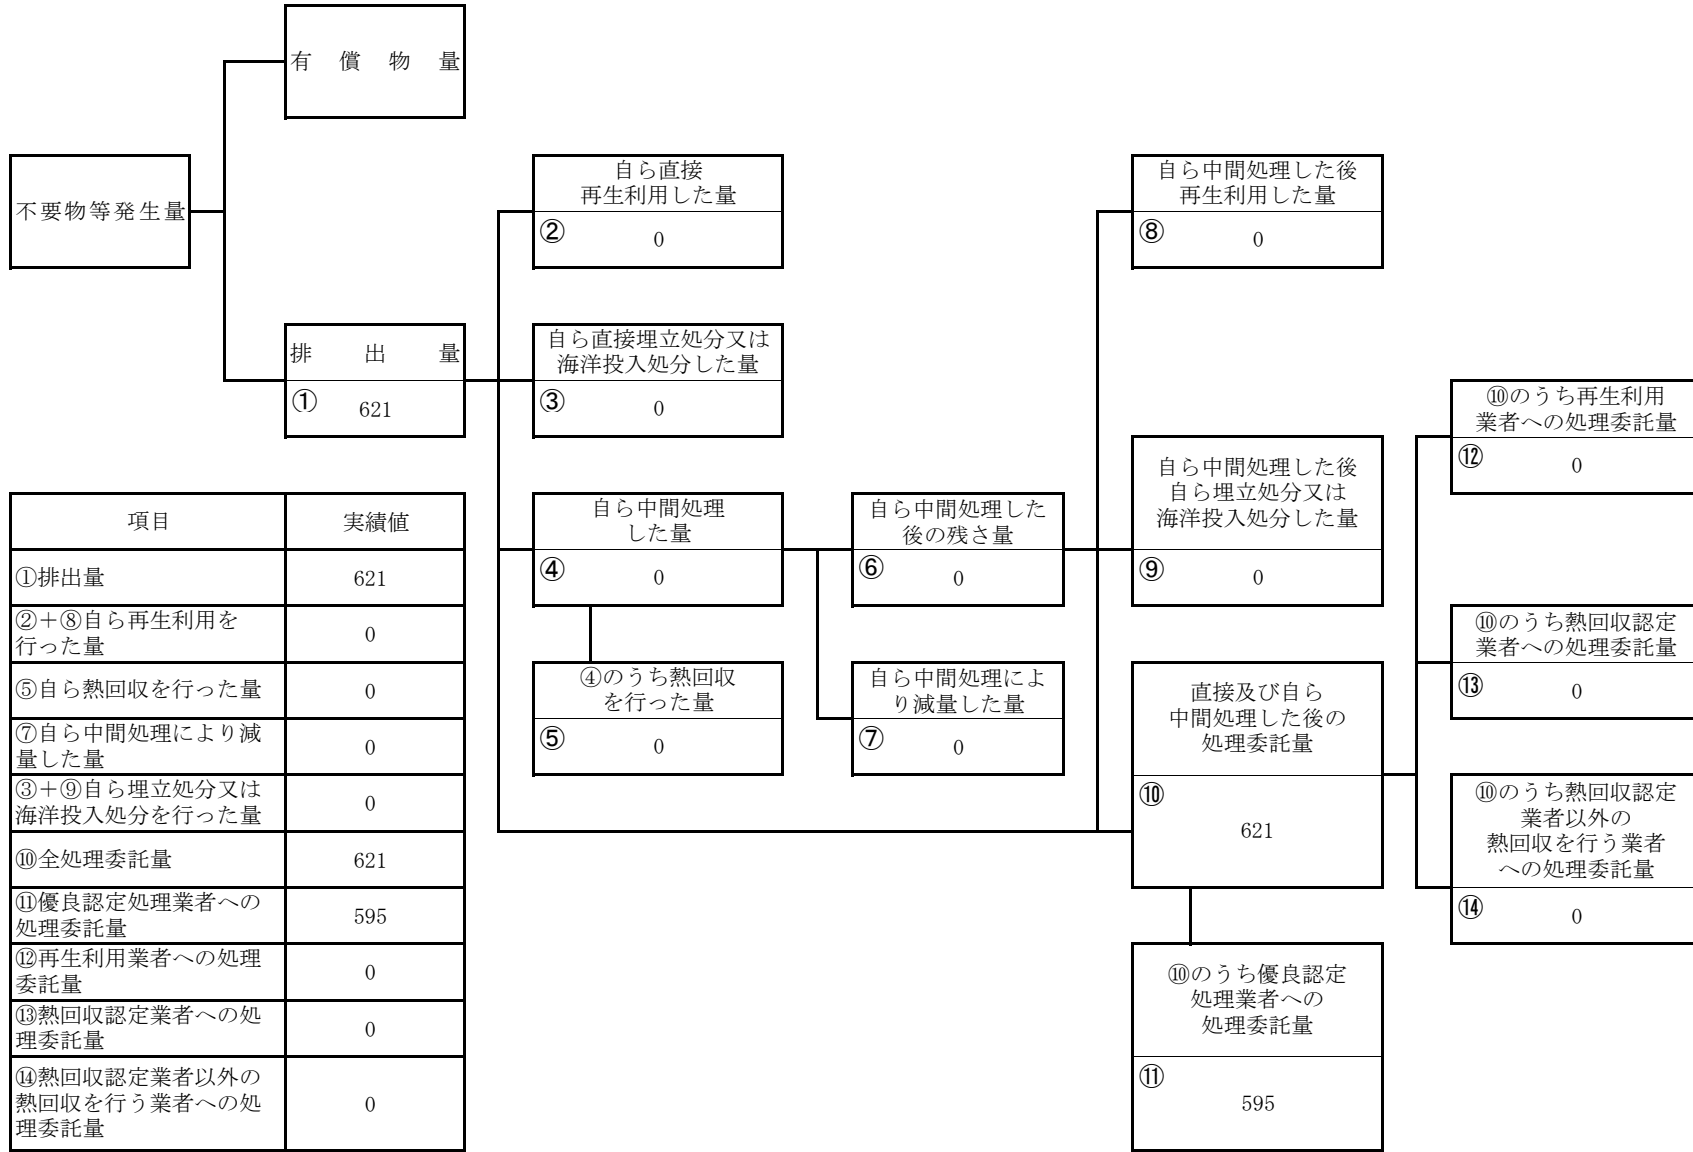 有償物量
不要物等発生量
排出量
① 621
自ら直接
再生利用した量
② 0
自ら直接埋立処分又は
海洋投入処分した量
③ 0
自ら中間処理
した量
④ 0
④のうち熱回収
を行った量
⑤ 0
自ら中間処理した
後の残さ量
⑥ 0
自ら中間処理によ
り減量した量
⑦ 0
自ら中間処理した後
再生利用した量
⑧ 0
自ら中間処理した後
自ら埋立処分又は
海洋投入処分した量
⑨ 0
直接及び自ら
中間処理した後の
処理委託量
⑩
621
⑩のうち優良認定
処理業者への
処理委託量
⑪
595
⑩のうち再生利用
業者への処理委託量
⑫ 0
⑩のうち熱回収認定
業者への処理委託量
⑬ 0
⑩のうち熱回収認定
業者以外の
熱回収を行う業者
への処理委託量
⑭ 0
項目 実績値
①排出量 621
②+⑧自ら再生利用を
行った量 0
⑤自ら熱回収を行った量 0
⑦自ら中間処理により減
量した量 0
③+⑨自ら埋立処分又は
海洋投入処分を行った量 0
⑩全処理委託量 621
⑪優良認定処理業者への
処理委託量 595
⑫再生利用業者への処理
委託量 0
⑬熱回収認定業者への処
理委託量 0
⑭熱回収認定業者以外の
熱回収を行う業者への処
理委託量 0